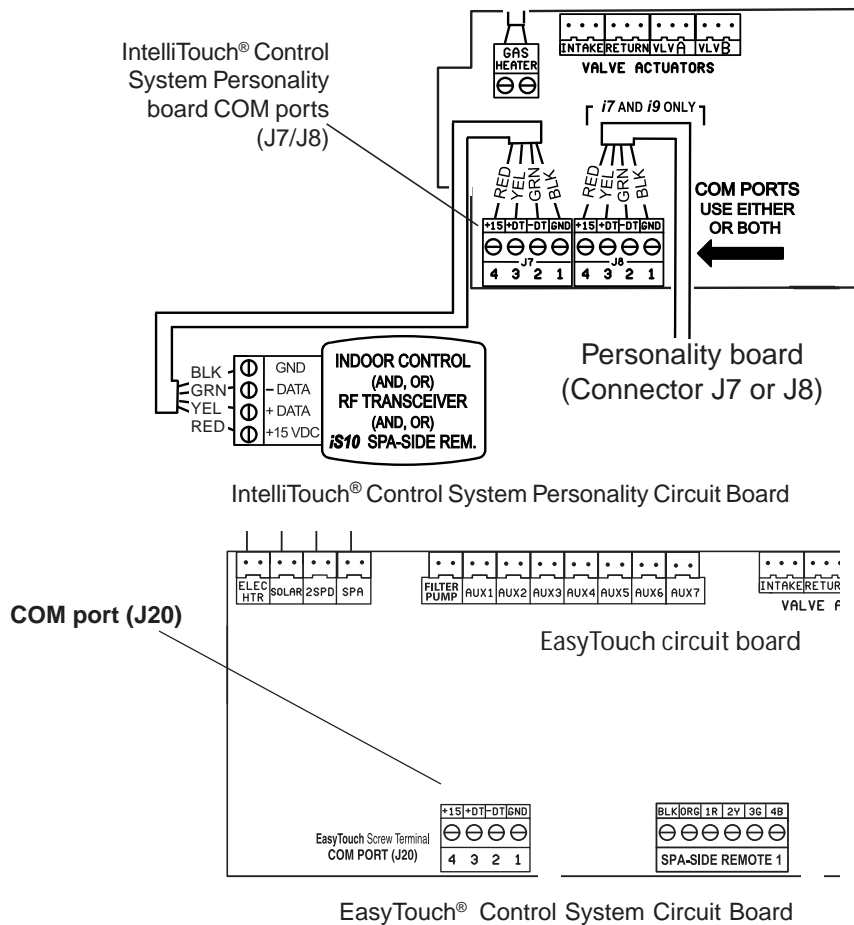 IntelliTouch® Control
System Personality
board COM ports
(J7/J8)
GAS
HEATER
INTAKE RETURN VLVA VLVB
VALVE ACTUATORS
i7 AND i9 ONLY
RED YEL GRN BLK
RED YEL GRN BLK
COM PORTS
USE EITHER
OR BOTH
+15 +DT -DT GND
+15 +DT -DT GND
J7
J8
4 3 2 1
4 3 2 1
BLK
GRN
YEL
RED
GND
– DATA
+ DATA
+15 VDC
INDOOR CONTROL
(AND, OR)
RF TRANSCEIVER
(AND, OR)
iS10 SPA-SIDE REM.
Personality board
(Connector J7 or J8)
IntelliTouch® Control System Personality Circuit Board
ELEC
HTR
SOLAR 2SPD SPA
FILTER
PUMP
AUX1 AUX2 AUX3 AUX4 AUX5 AUX6 AUX7
INTAKE RETUR
VALVE A
COM port (J20)
EasyTouch circuit board
+15 +DT -DT GND
EasyTouch Screw Terminal
COM PORT (J20)
4 3 2 1
BLK ORG 1R 2Y 3G 4B
SPA-SIDE REMOTE 1
EasyTouch® Control System Circuit Board